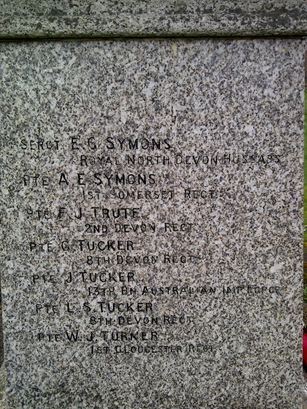 SERGT E. G. SYMONS.
ROYAL NORTH DEVON HUSSARS
PTE A. E. SYMONS.
1ST SOMERSET REGT.
PTE F. J. TRUTE.
2ND DEVON REGT.
PTE G. TUCKER.
8TH DEVON REGT.
PTE J. TUCKER.
13TH BN AUSTRALIAN IMP. FORCE.
PTE L. S. TUCKER.
8TH DEVON REGT.
PTE W. J. TURNER.
1ST GLOUCESTER REGT.